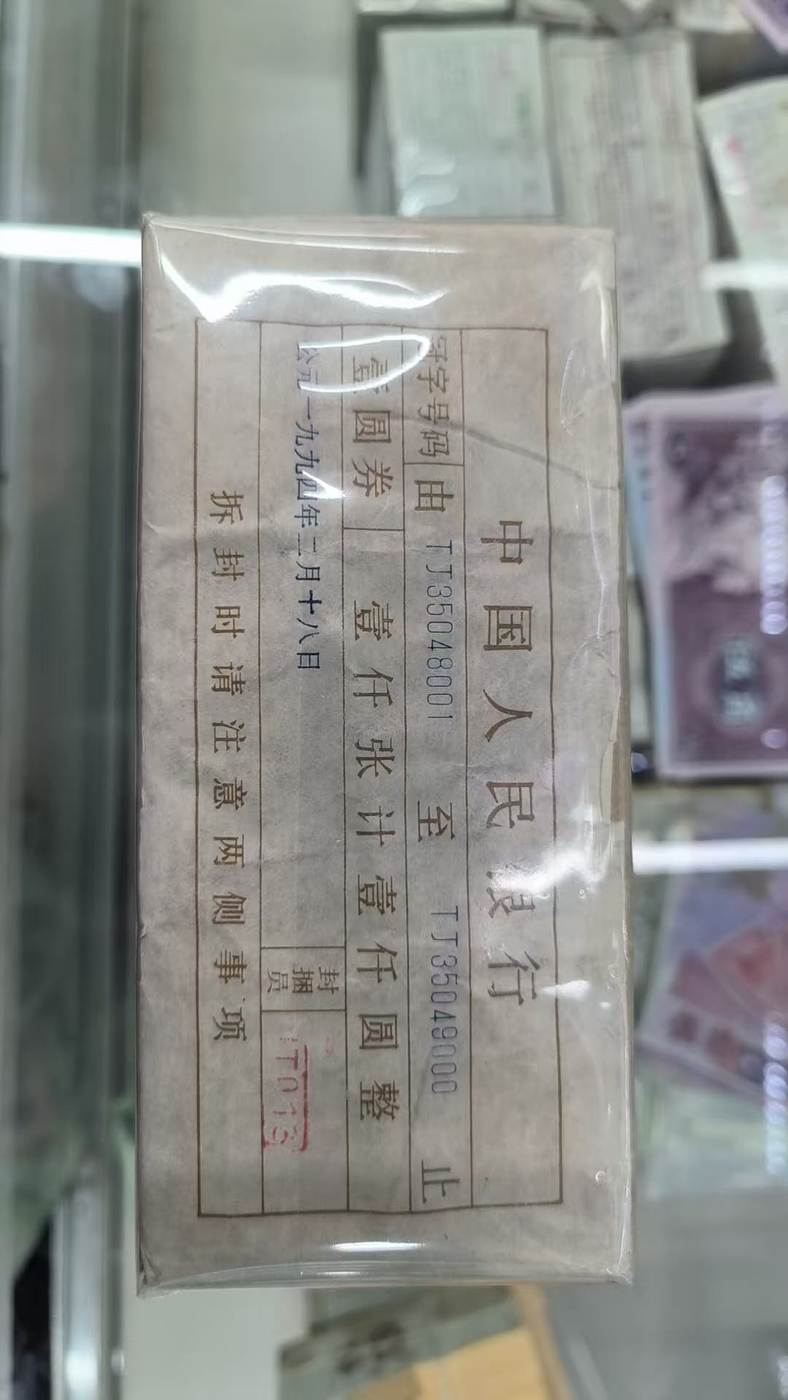 中国人民银行
冠字号码 由 TJ35048001 至 TJ35049000 止
壹圆券 壹仟张计壹仟圆整
公元一九九四年二月十八日 封捆员 T013
拆封时请注意两侧事项